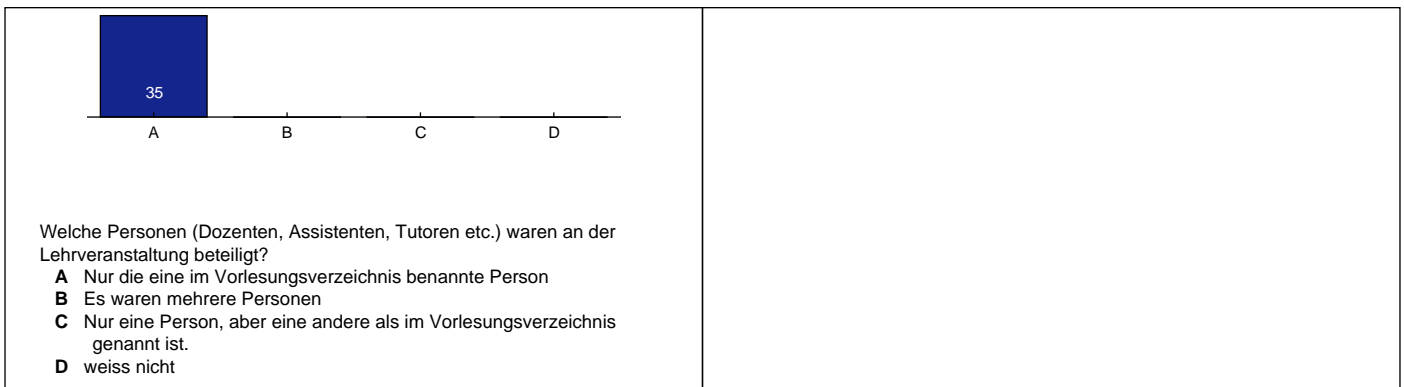 35
A B C D
Welche Personen (Dozenten, Assistenten, Tutoren etc.) waren an der
Lehrveranstaltung beteiligt?
A Nur die eine im Vorlesungsverzeichnis benannte Person
B Es waren mehrere Personen
C Nur eine Person, aber eine andere als im Vorlesungsverzeichnis
genannt ist.
D weiss nicht